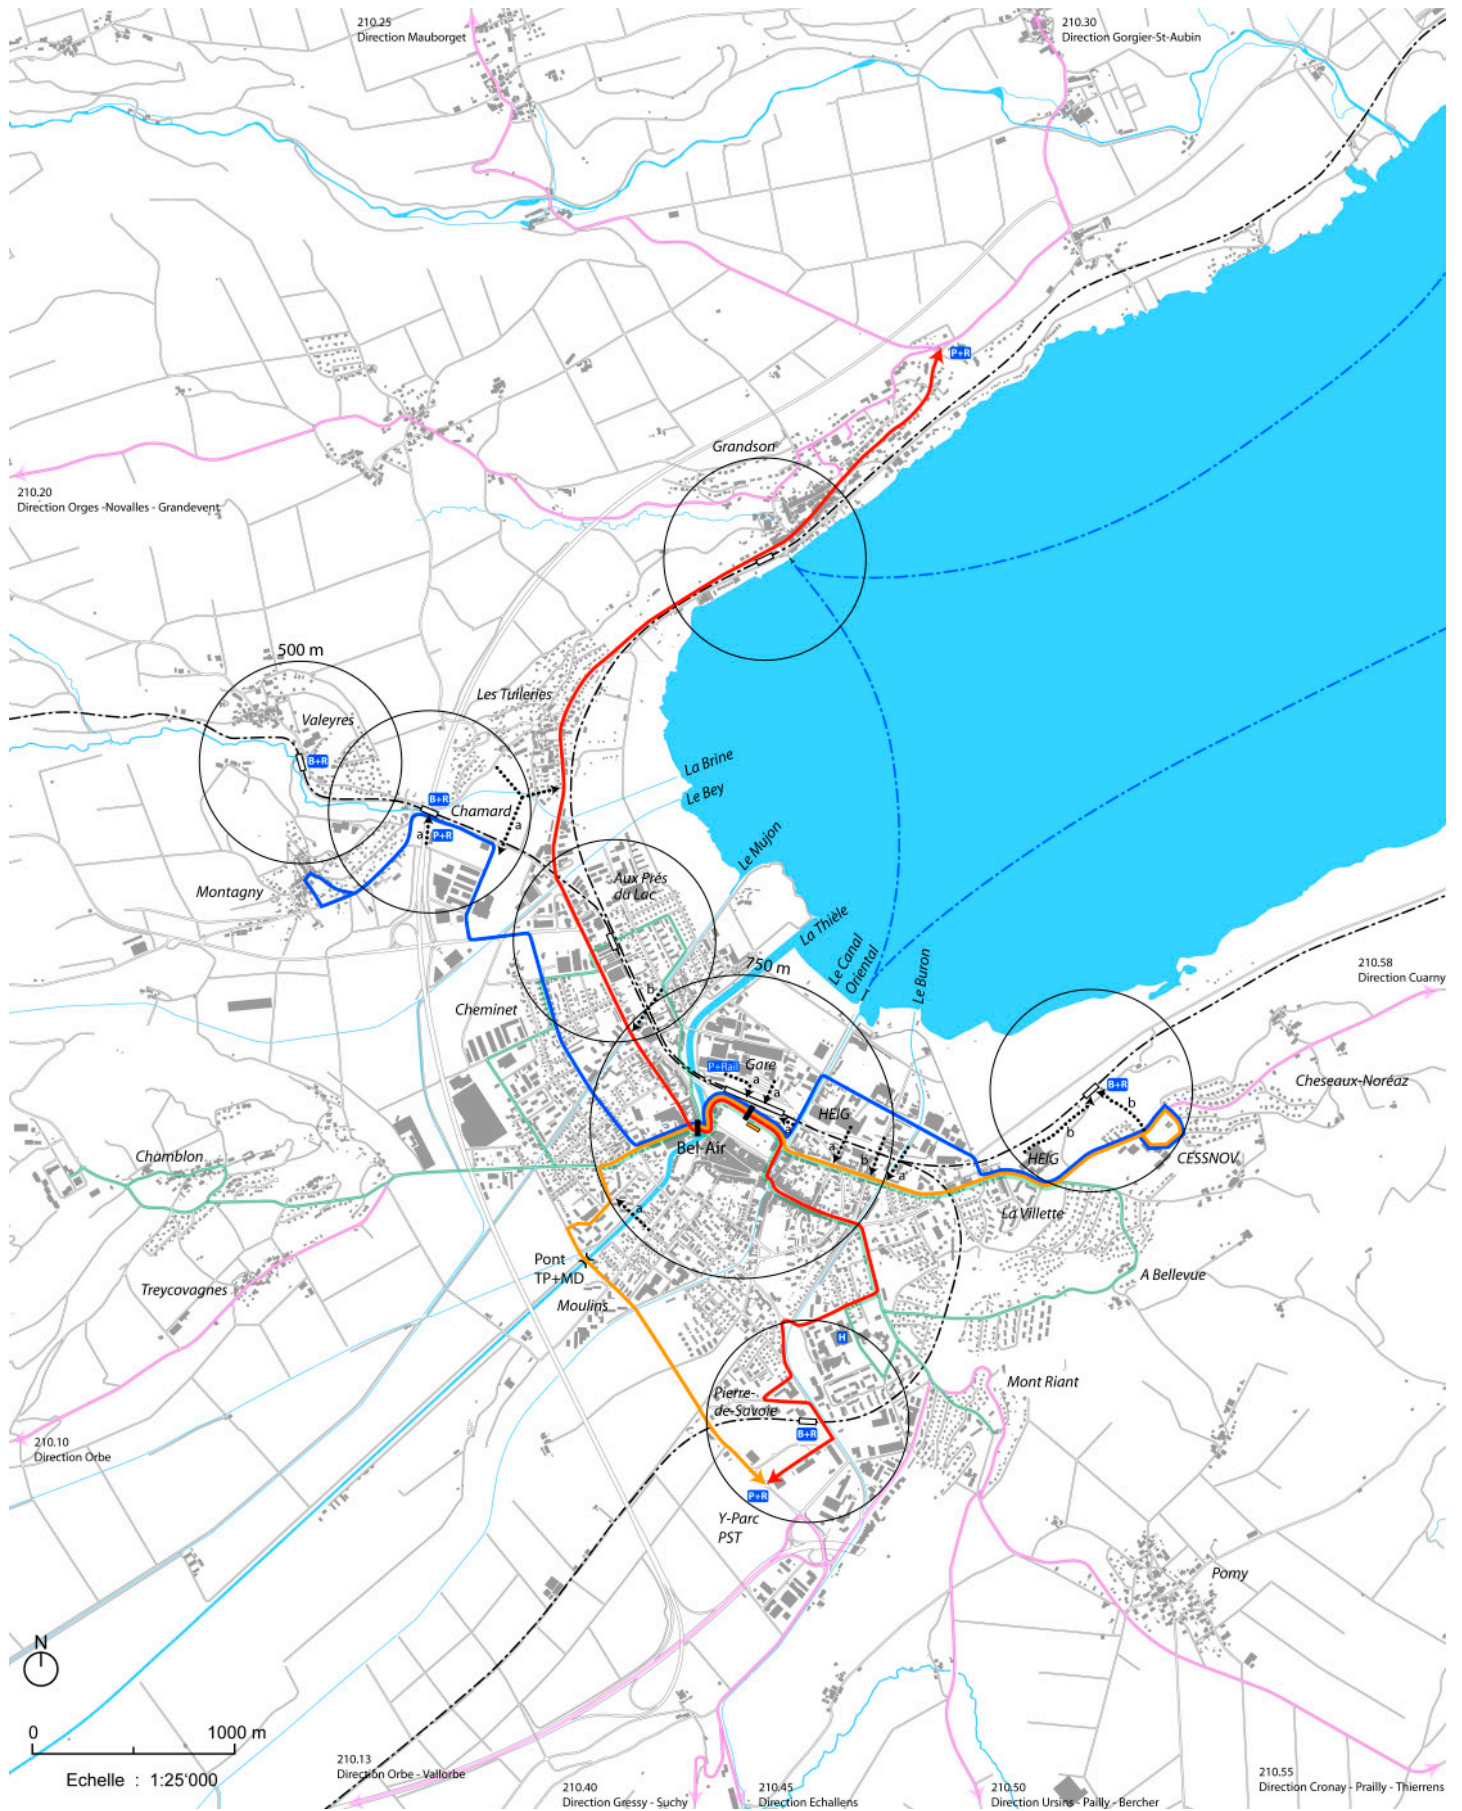 210.25
Direction Mauborget
210.30
Direction Gorgier-St-Aubin
P+R
Grandson
210.20
Direction Orges -Novalles - Grandevent
500 m
Les Tuileries
Valeyres
B+R
La Brine
Le Bey
B+R
Chamard
a
P+R
a
Le Mujon
Montagny
Aux Prés
du Lac
La Thièle
Le Canal
Oriental
Le Buron
750 m
210.58
Direction Cuarny
b
Cheminet
P+Rail
Gare
a
a
B+R
Cheseaux-Noréaz
HEIG
a
b
b
Bel-Air
b
a
HEIG
CESSNOV
Chamblon
a
La Villette
Pont
TP+MD
A Bellevue
Treycovagnes
Moulins
H
Mont Riant
Pierre-
de-Savoie
B+R
210.10
Direction Orbe
P+R
Y-Parc
PST
Pomy
N
0
1000 m
Echelle : 1:25'000
210.13
Direction Orbe - Vallorbe
210.40
Direction Gressy - Suchy
210.45
Direction Echallens
210.50
Direction Ursins - Pailly - Bercher
210.55
Direction Cronay - Prailly - Thierrens